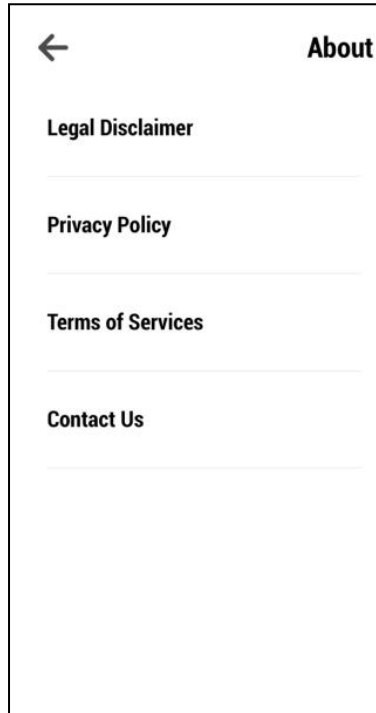 About
Legal Disclaimer
Privacy Policy
Terms of Services
Contact Us